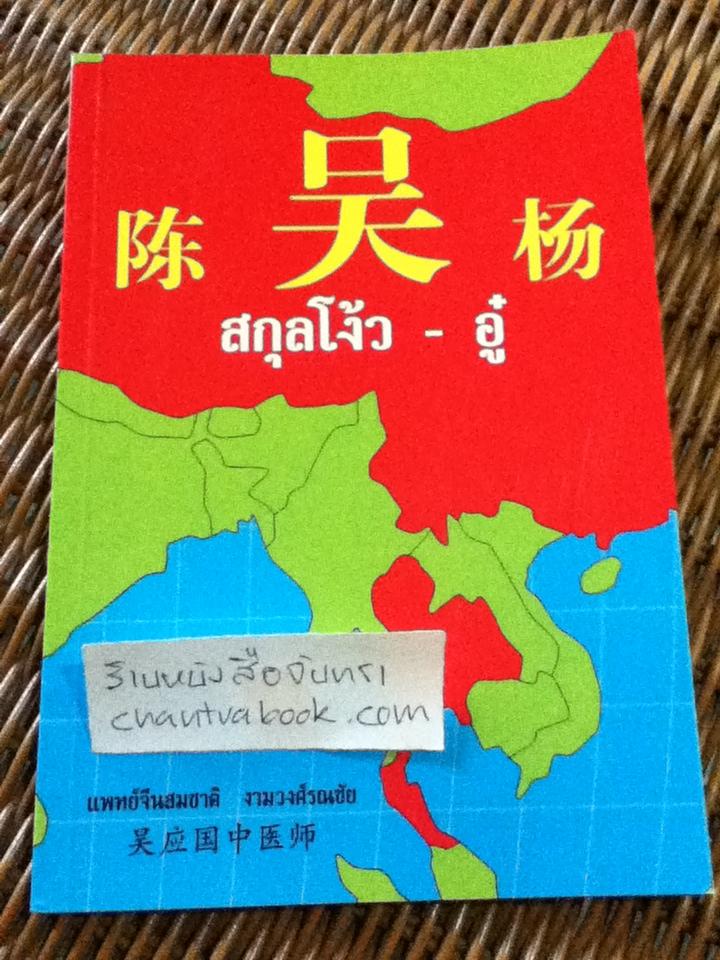 陈 吴 杨
สกุลโง้ว - อู๋
ร้านหนังสือจันทรา
chantrabook.com
แพทย์จีนสมชาติ งามวงศ์รณชัย
吴应国中医师